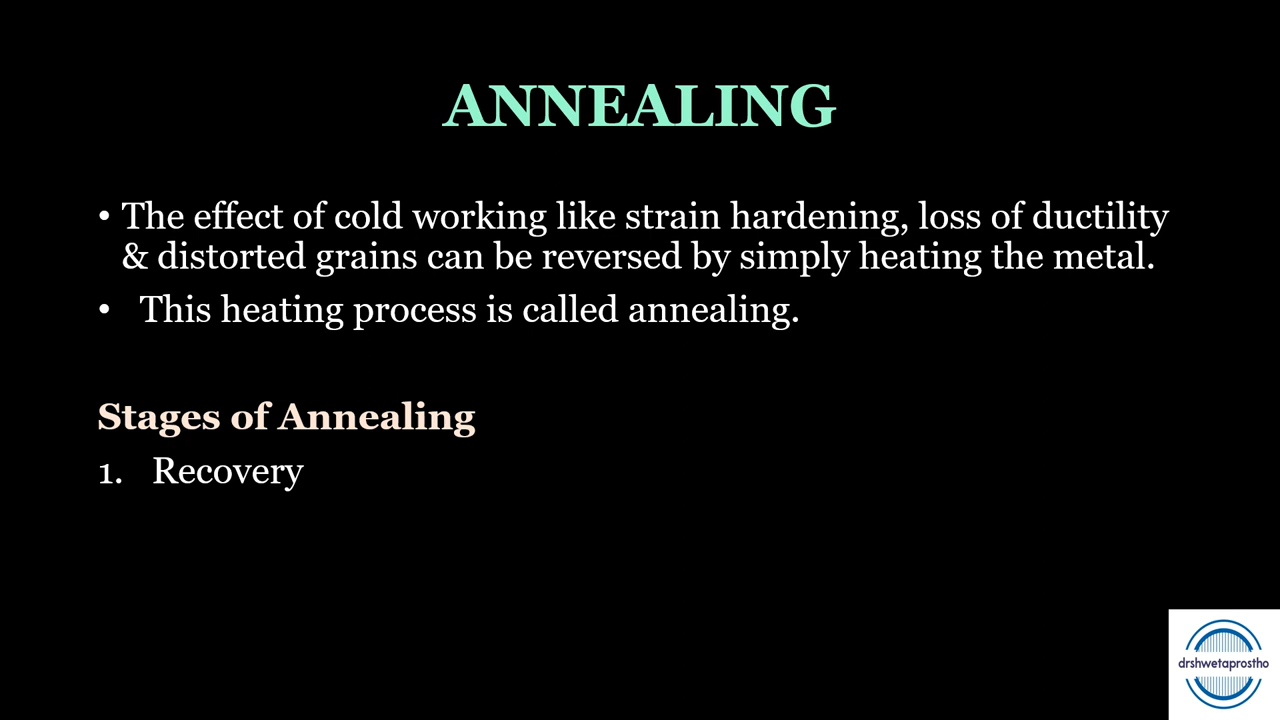 ANNEALING
• The effect of cold working like strain hardening, loss of ductility
& distorted grains can be reversed by simply heating the metal.
• This heating process is called annealing.
Stages of Annealing
1. Recovery
drshwetaprostho